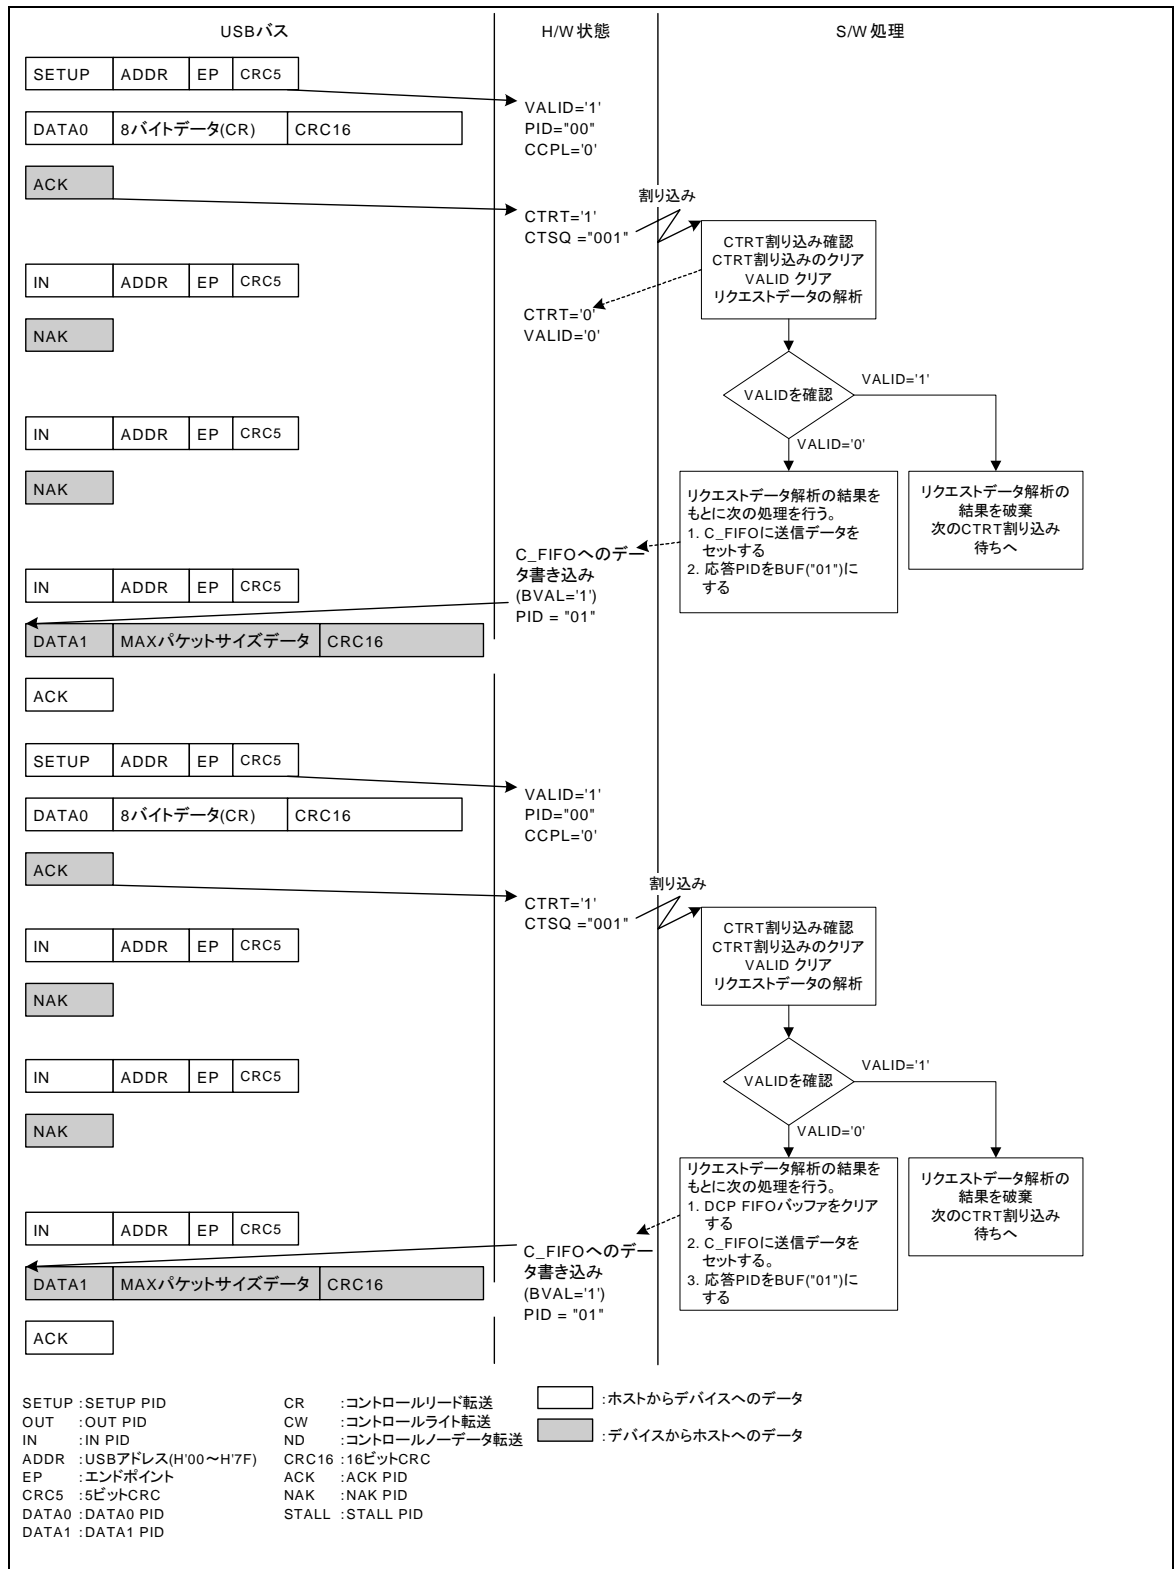 USBバス
H/W状態
S/W処理
SETUP ADDR EP CRC5
VALID='1'
PID="00"
CCPL='0'
DATA0 8バイトデータ(CR) CRC16
ACK
割り込み
CTRT='1'
CTSQ ="001"
CTRT割り込み確認
CTRT割り込みのクリア
VALID クリア
リクエストデータの解析
IN ADDR EP CRC5
CTRT='0'
VALID='0'
NAK
VALIDを確認
VALID='1'
VALID='0'
IN ADDR EP CRC5
NAK
リクエストデータ解析の結果を
もとに次の処理を行う。
1. C_FIFOに送信データを
セットする
2. 応答PIDをBUF("01")に
する
リクエストデータ解析の
結果を破棄
次のCTRT割り込み
待ちへ
C_FIFOへのデー
タ書き込み
(BVAL='1')
PID = "01"
IN ADDR EP CRC5
DATA1 MAXパケットサイズデータ CRC16
ACK
SETUP ADDR EP CRC5
VALID='1'
PID="00"
CCPL='0'
DATA0 8バイトデータ(CR) CRC16
ACK
割り込み
CTRT='1'
CTSQ ="001"
CTRT割り込み確認
CTRT割り込みのクリア
VALID クリア
リクエストデータの解析
IN ADDR EP CRC5
NAK
VALIDを確認
VALID='1'
VALID='0'
IN ADDR EP CRC5
NAK
リクエストデータ解析の結果を
もとに次の処理を行う。
1. DCP FIFOバッファをクリア
する
2. C_FIFOに送信データを
セットする。
3. 応答PIDをBUF("01")に
する
リクエストデータ解析の
結果を破棄
次のCTRT割り込み
待ちへ
IN ADDR EP CRC5
C_FIFOへのデー
タ書き込み
(BVAL='1')
PID = "01"
DATA1 MAXパケットサイズデータ CRC16
ACK
SETUP :SETUP PID
OUT :OUT PID
IN :IN PID
ADDR :USBアドレス(H'00～H'7F)
EP :エンドポイント
CRC5 :5ビットCRC
DATA0 :DATA0 PID
DATA1 :DATA1 PID
CR :コントロールリード転送
CW :コントロールライト転送
ND :コントロールノーデータ転送
CRC16 :16ビットCRC
ACK :ACK PID
NAK :NAK PID
STALL :STALL PID
:ホストからデバイスへのデータ
:デバイスからホストへのデータ